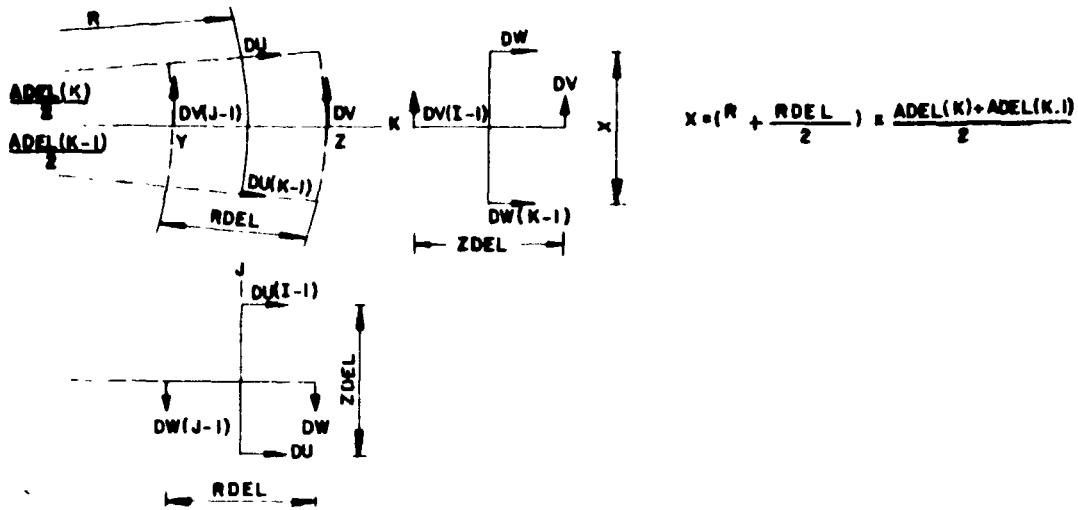 R
DU
ADEL(K)
2
ADEL(K-1)
2
DV(J-1)
Y
DV
Z
DU(K-1)
RDEL
K
DV(I-1)
DW
DV
DW(K-1)
ZDEL
X
X=(R + RDEL/2) x ADEL(K)+ADEL(K-1)/2
J
DU(I-1)
DW(J-1)
DW
DU
ZDEL
RDEL